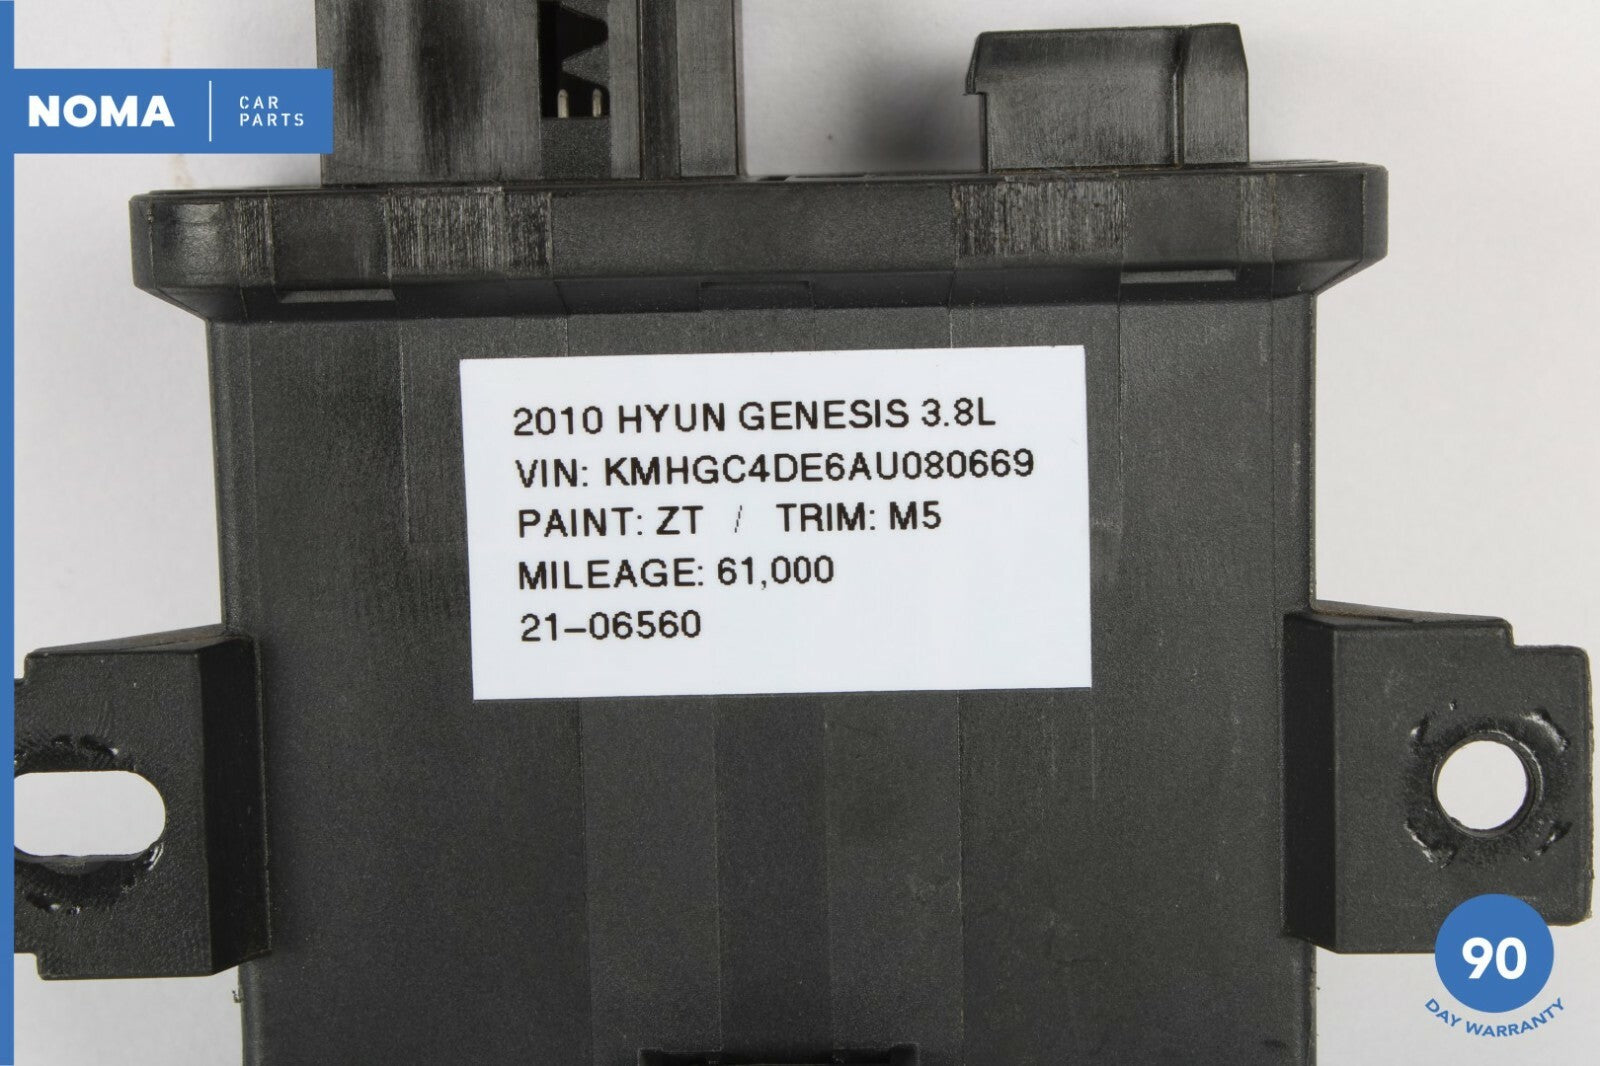 NOMA
CAR
PARTS
2010 HYUN GENESIS 3.8L
VIN: KMHGC4DE6AU080669
PAINT: ZT / TRIM: M5
MILEAGE: 61,000
21-06560
90
DAY WARRANTY